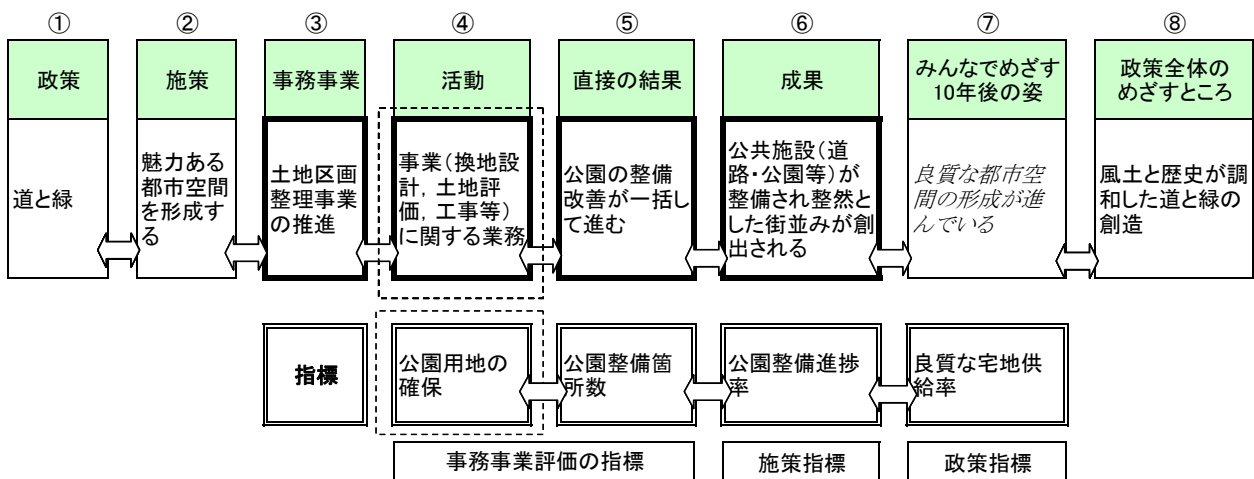 ①
②
③
④
⑤
⑥
⑦
⑧
政策
施策
事務事業
活動
直接の結果
成果
みんなでめざす
10年後の姿
政策全体の
めざすところ
道と緑
魅力ある
都市空間
を形成す
る
土地区画
整理事業
の推進
事業(換地設
計，土地評
価，工事等)
に関する業務
公園の整備
改善が一括し
て進む
公共施設(道
路・公園等)が
整備され整然と
した街並みが創
出される
良質な都市空
間の形成が進
んでいる
風土と歴史が調
和した道と緑の
創造
指標
公園用地の
確保
公園整備箇
所数
公園整備進捗
率
良質な宅地供
給率
事務事業評価の指標
施策指標
政策指標